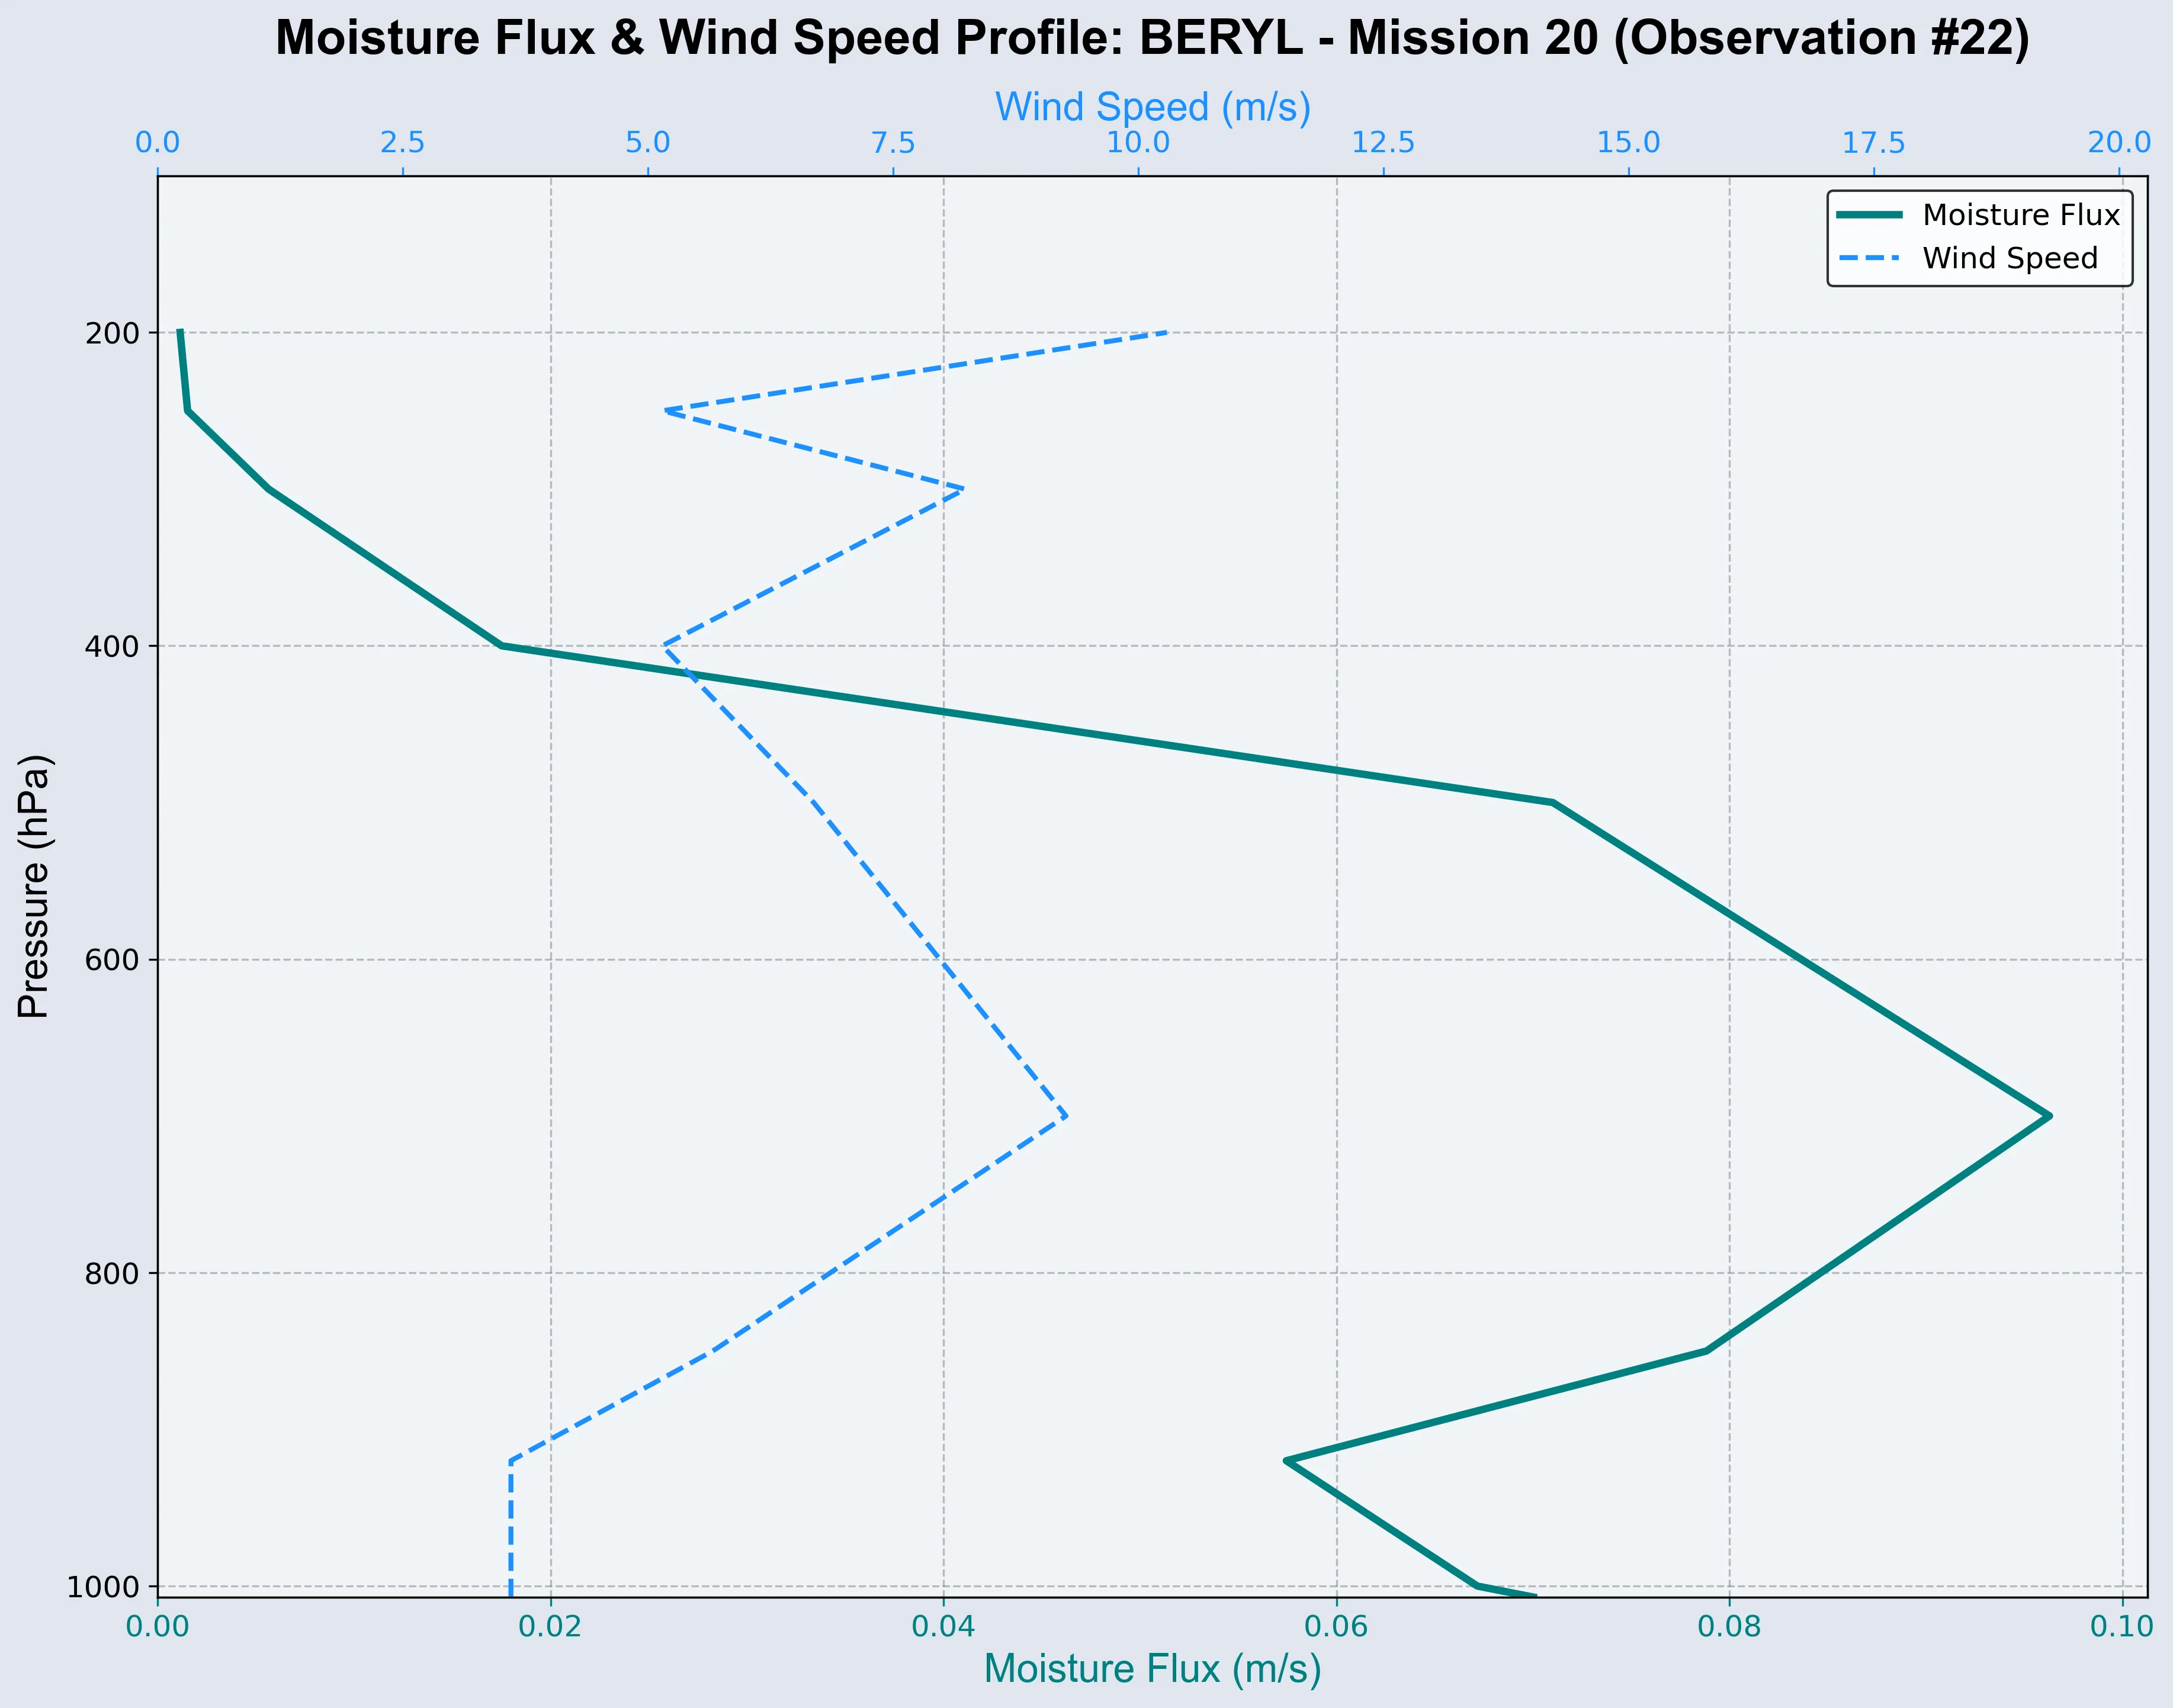 Moisture Flux & Wind Speed Profile: BERYL - Mission 20 (Observation #22)
Wind Speed (m/s)
0.0 2.5 5.0 7.5 10.0 12.5 15.0 17.5 20.0
Moisture Flux
Wind Speed
200
400
600
800
1000
Pressure (hPa)
0.00 0.02 0.04 0.06 0.08 0.10
Moisture Flux (m/s)